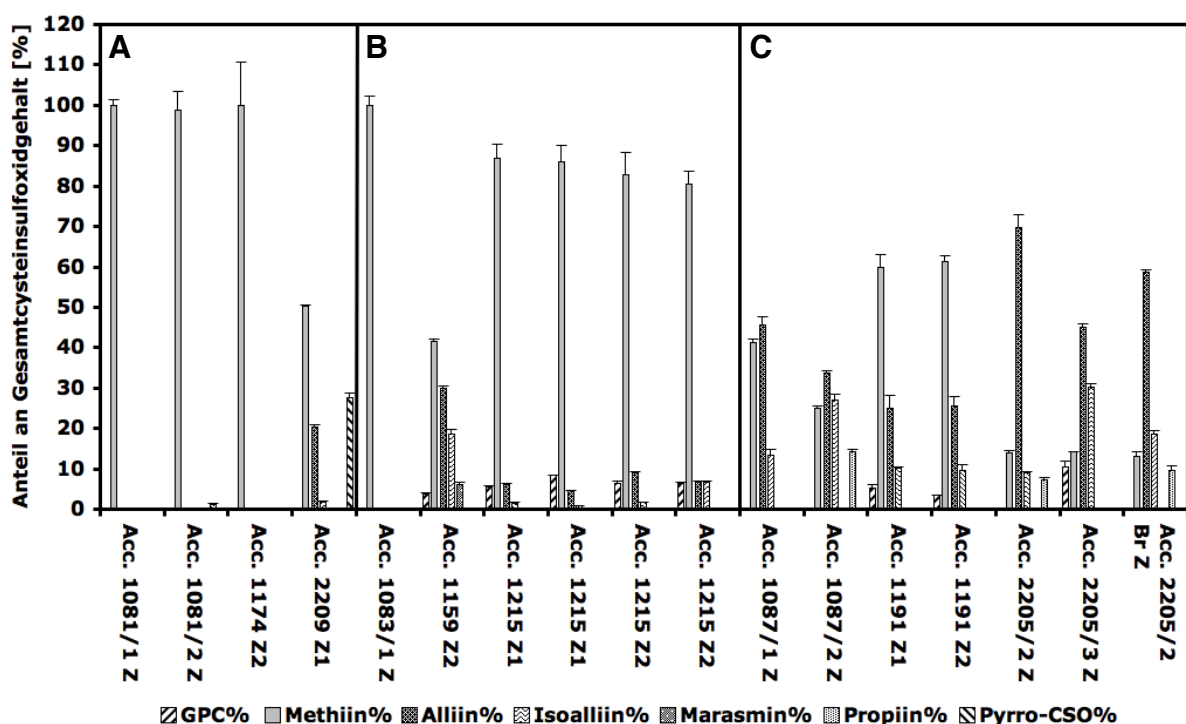 Anteil an Gesamtcysteinsulfoxidgehalt [%]
120
110
100
90
80
70
60
50
40
30
20
10
0
A
B
C
Acc. 1081/1 Z
Acc. 1081/2 Z
Acc. 1174 Z2
Acc. 2209 Z1
Acc. 1083/1 Z
Acc. 1159 Z2
Acc. 1215 Z1
Acc. 1215 Z1
Acc. 1215 Z2
Acc. 1215 Z2
Acc. 1087/1 Z
Acc. 1087/2 Z
Acc. 1191 Z1
Acc. 1191 Z2
Acc. 2205/2 Z
Acc. 2205/3 Z
Acc. 2205/2
Br Z
GPC% Methiin% Alliin% Isoalliin% Marasmin% Propiin% Pyrro-CSO%